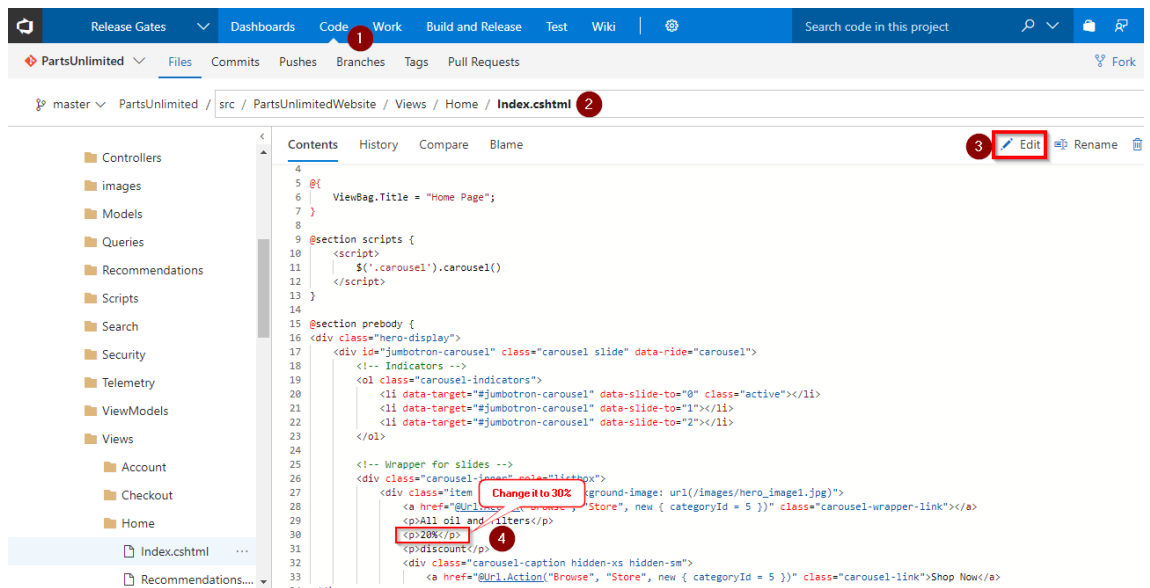 Release Gates Dashboards Code Work Build and Release Test Wiki Search code in this project
1
PartsUnlimited Files Commits Pushes Branches Tags Pull Requests Fork
master PartsUnlimited / src / PartsUnlimitedWebsite / Views / Home / Index.cshtml 2
Contents History Compare Blame 3 Edit Rename
Controllers
images
Models
Queries
Recommendations
Scripts
Search
Security
Telemetry
ViewModels
Views
Account
Checkout
Home
Index.cshtml ...
Recommendations....
4
5 @{
6 ViewBag.Title = "Home Page";
7 }
8
9 @section scripts {
10 <script>
11 $('.carousel').carousel()
12 </script>
13 }
14
15 @section prebody {
16 <div class="hero-display">
17 <div id="jumbotron-carousel" class="carousel slide" data-ride="carousel">
18 <!-- Indicators -->
19 <ol class="carousel-indicators">
20 <li data-target="#jumbotron-carousel" data-slide-to="0" class="active"></li>
21 <li data-target="#jumbotron-carousel" data-slide-to="1"></li>
22 <li data-target="#jumbotron-carousel" data-slide-to="2"></li>
23 </ol>
24
25 <!-- Wrapper for slides -->
26 <div class="carousel-inner" role="listbox">
27 <div class="item Change it to 30% ground-image: url(/images/hero_image1.jpg)">
28 <a href="@Url.Action("Browse", "Store", new { categoryId = 5 })" class="carousel-wrapper-link"></a>
29 <p>All oil and filters</p>
30 <p>20%</p> 4
31 <p>discount</p>
32 <div class="carousel-caption hidden-xs hidden-sm">
33 <a href="@Url.Action("Browse", "Store", new { categoryId = 5 })" class="carousel-link">Shop Now</a>